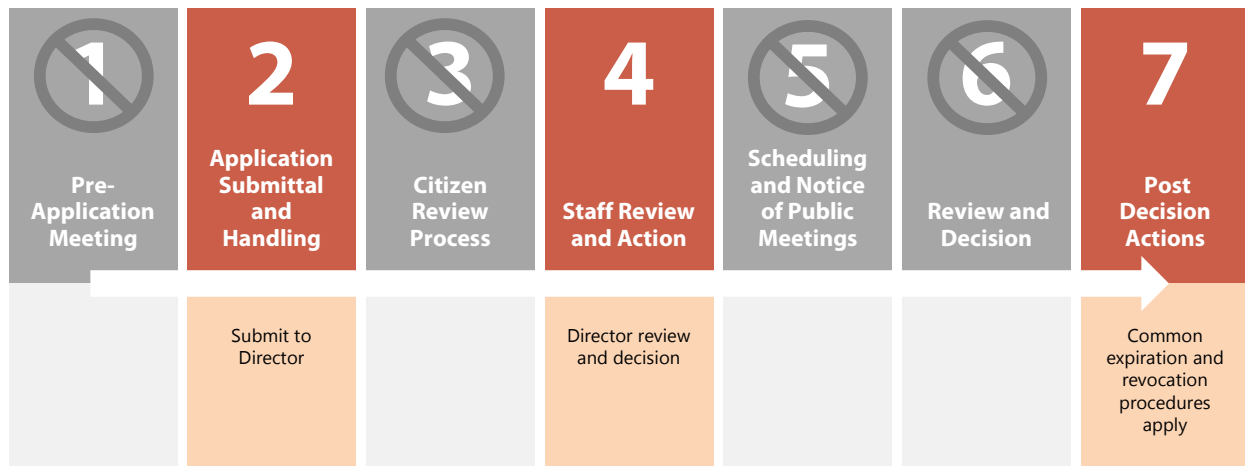 1
Pre-
Application
Meeting
2
Application
Submittal
and
Handling
3
Citizen
Review
Process
4
Staff Review
and Action
5
Scheduling
and Notice
of Public
Meetings
6
Review and
Decision
7
Post
Decision
Actions
Submit to
Director
Director review
and decision
Common
expiration and
revocation
procedures
apply